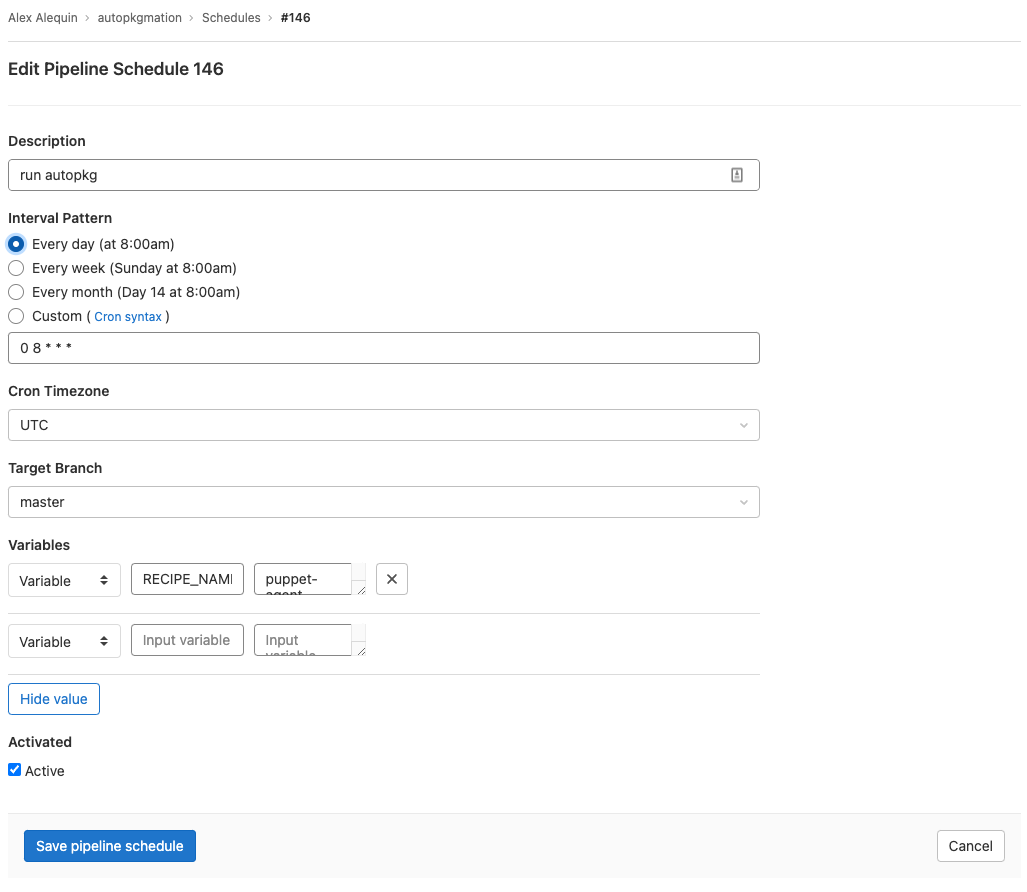 Alex Alequin > autopkgmation > Schedules > #146
Edit Pipeline Schedule 146
Description
run autopkg
Interval Pattern
Every day (at 8:00am)
Every week (Sunday at 8:00am)
Every month (Day 14 at 8:00am)
Custom ( Cron syntax )
0 8 * * *
Cron Timezone
UTC
Target Branch
master
Variables
Variable RECIPE_NAM puppet-
agent
Variable Input variable Input
variable
Hide value
Activated
Active
Save pipeline schedule Cancel